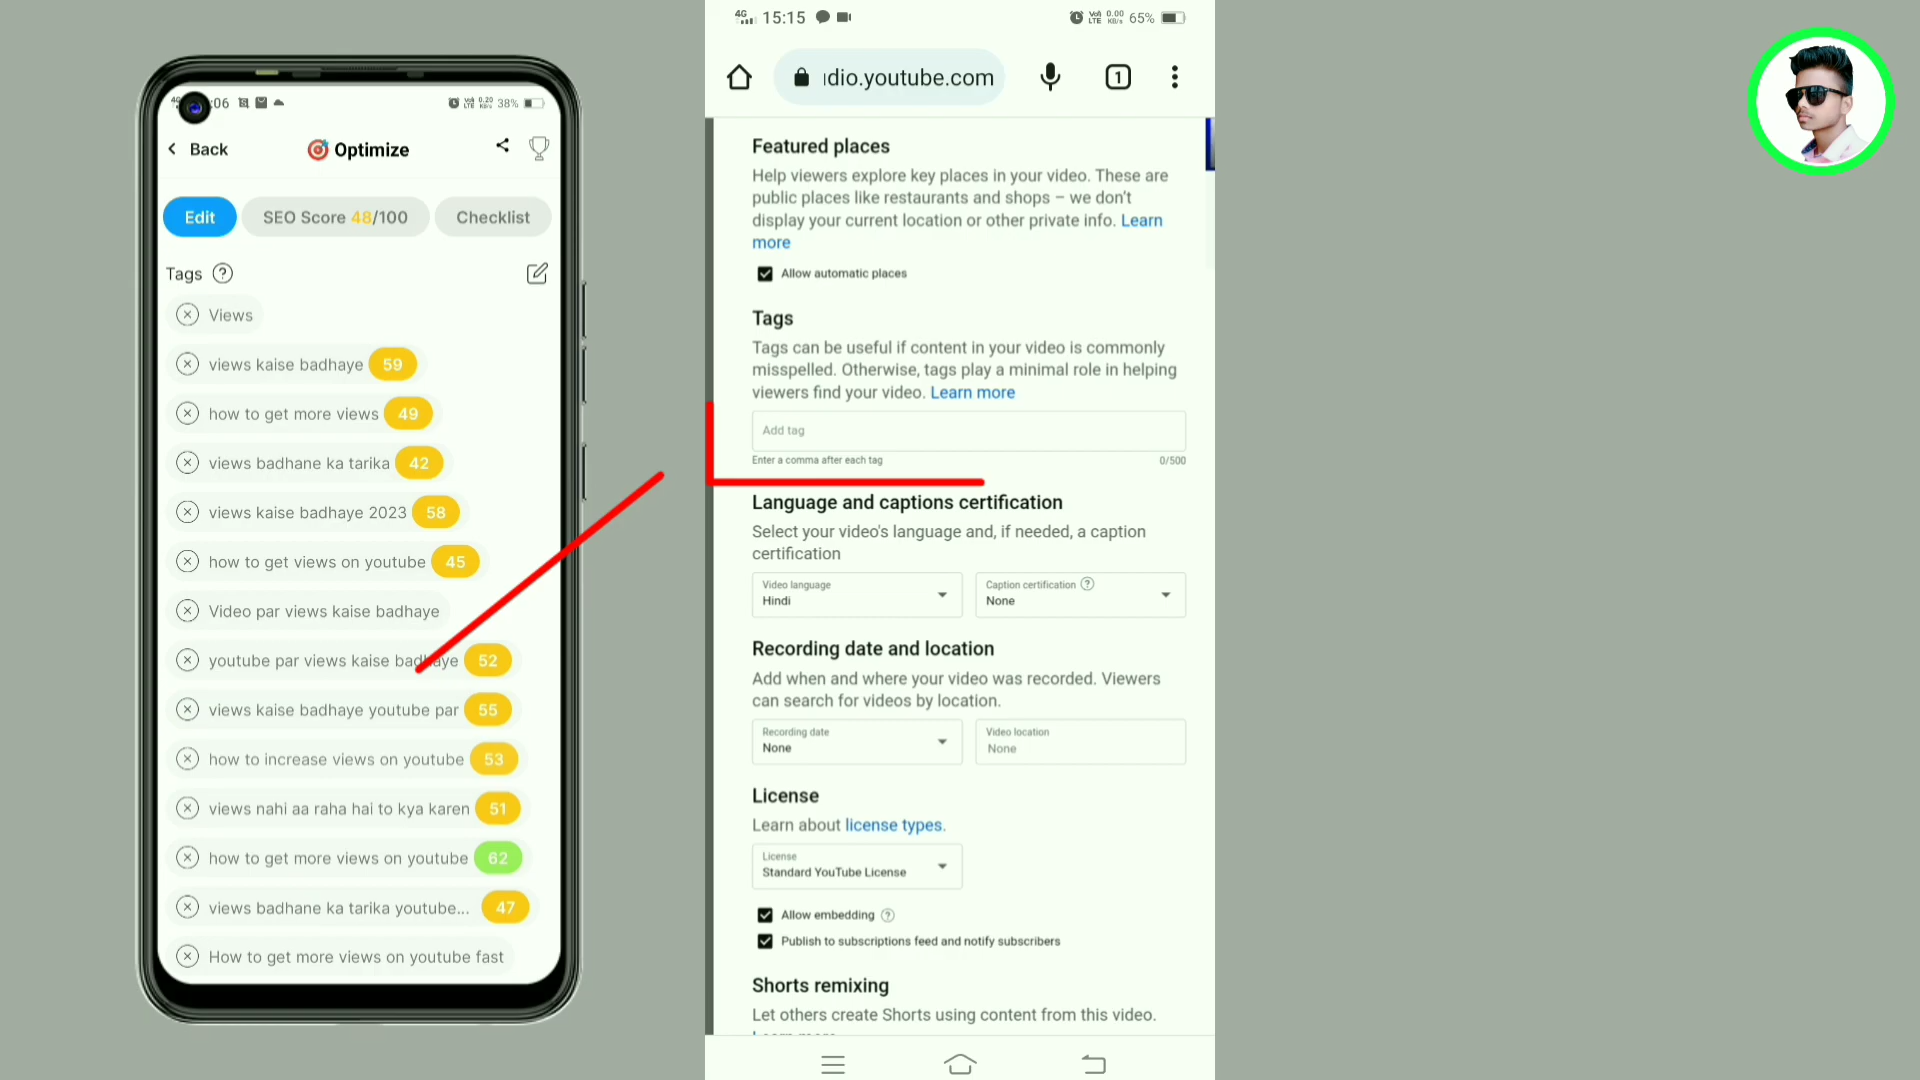 :06
38%
Back
Optimize
Edit
SEO Score 48/100
Checklist
Tags
Views
views kaise badhaye 59
how to get more views 49
views badhane ka tarika 42
views kaise badhaye 2023 58
how to get views on youtube 45
Video par views kaise badhaye
youtube par views kaise badhaye 52
views kaise badhaye youtube par 55
how to increase views on youtube 53
views nahi aa raha hai to kya karen 51
how to get more views on youtube 62
views badhane ka tarika youtube... 47
How to get more views on youtube fast
4G 15:15
VoLTE 0.00 KB/s 65%
dio.youtube.com
1
Featured places
Help viewers explore key places in your video. These are
public places like restaurants and shops – we don't
display your current location or other private info. Learn
more
Allow automatic places
Tags
Tags can be useful if content in your video is commonly
misspelled. Otherwise, tags play a minimal role in helping
viewers find your video. Learn more
Add tag
Enter a comma after each tag 0/500
Language and captions certification
Select your video's language and, if needed, a caption
certification
Video language
Hindi
Caption certification
None
Recording date and location
Add when and where your video was recorded. Viewers
can search for videos by location.
Recording date
None
Video location
None
License
Learn about license types.
License
Standard YouTube License
Allow embedding
Publish to subscriptions feed and notify subscribers
Shorts remixing
Let others create Shorts using content from this video.